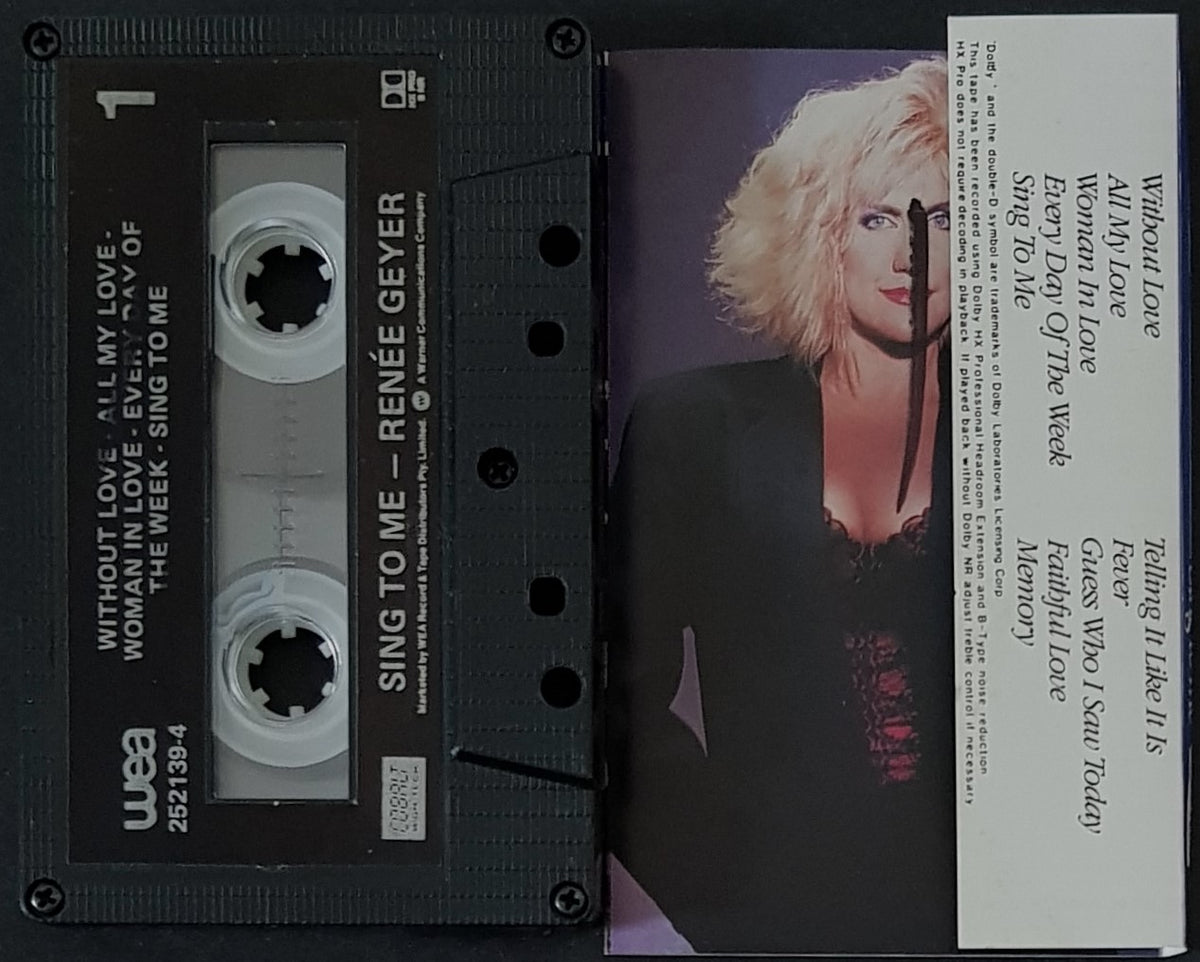 1
WITHOUT LOVE · ALL MY LOVE ·
WOMAN IN LOVE · EVERY DAY OF
THE WEEK · SING TO ME
wea
252139-4
SING TO ME – RENÉE GEYER
Marketed by WEA Record & Tape Distributors Pty. Limited. A Warner Communications Company
COBALT
Without Love
All My Love
Woman In Love
Every Day Of The Week
Sing To Me
Telling It Like It Is
Fever
Guess Who I Saw Today
Faithful Love
Memory
'Dolby' and the double-D symbol are trademarks of Dolby Laboratories Licensing Corp
This tape has been recorded using Dolby HX Professional Headroom Extension and B-Type noise reduction
HX Pro does not require decoding in playback. If played back without Dolby NR adjust treble control if necessary